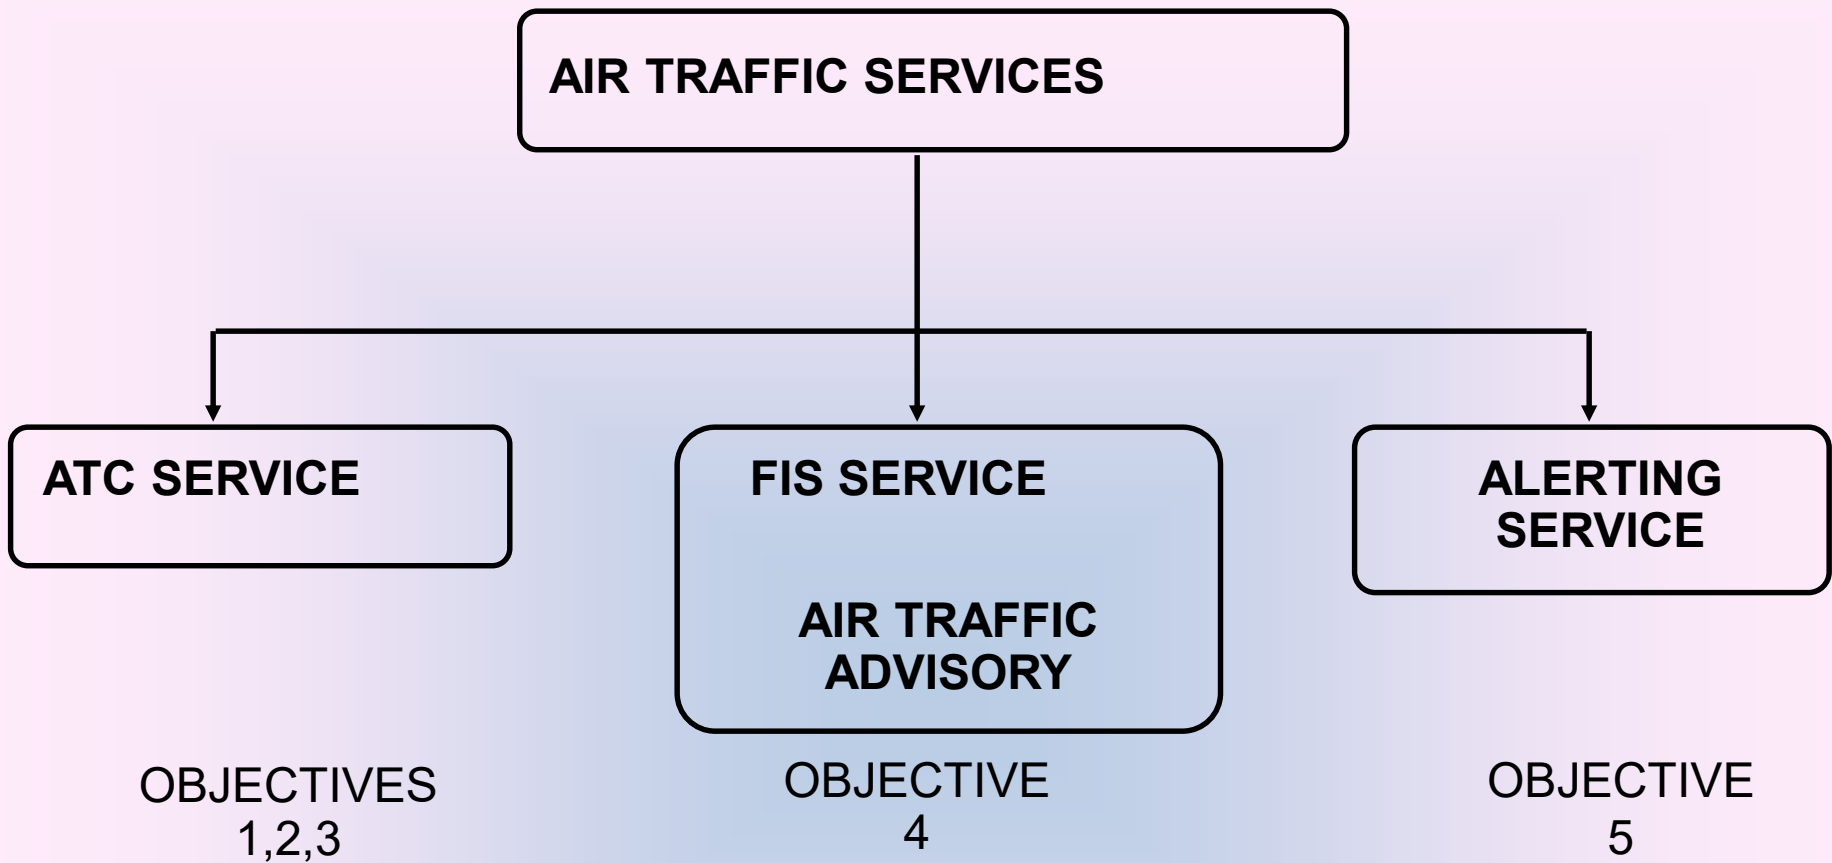 AIR TRAFFIC SERVICES
ATC SERVICE
FIS SERVICE
AIR TRAFFIC
ADVISORY
ALERTING
SERVICE
OBJECTIVES
1,2,3
OBJECTIVE
4
OBJECTIVE
5